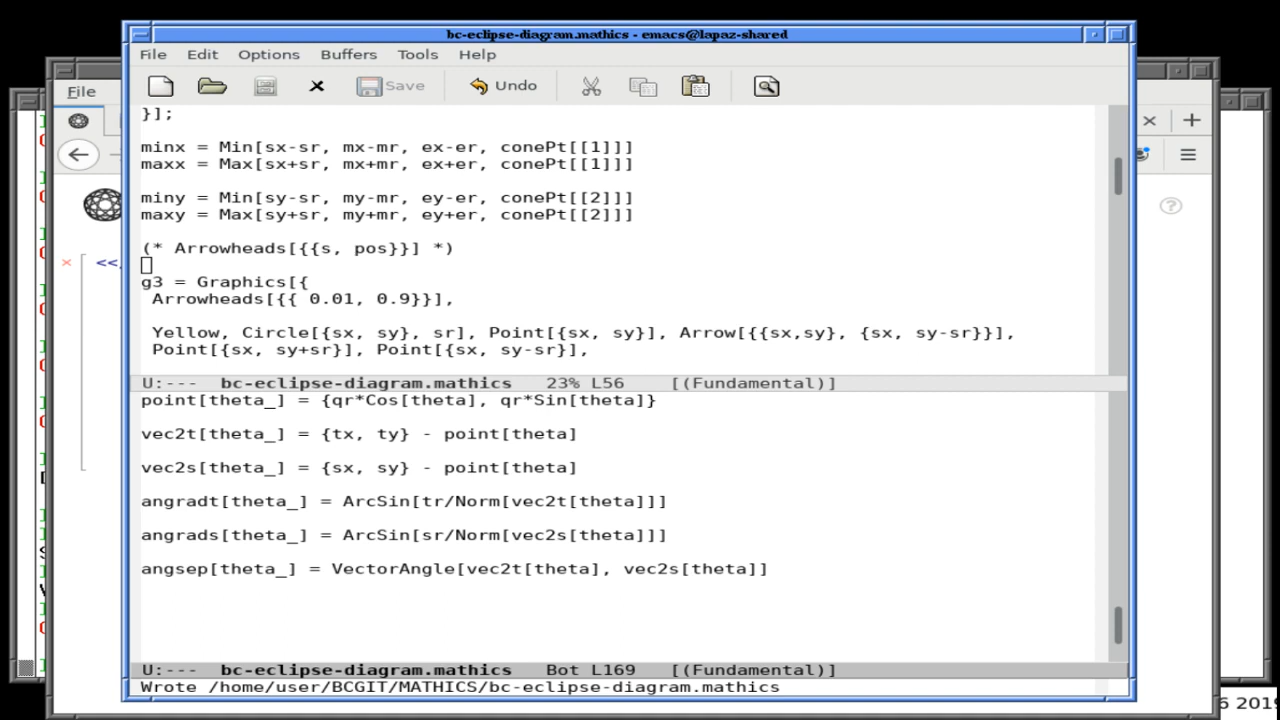 bc-eclipse-diagram.mathics - emacs@lapaz-shared
File Edit Options Buffers Tools Help
Save Undo
File
}];
minx = Min[sx-sr, mx-mr, ex-er, conePt[[1]]]
maxx = Max[sx+sr, mx+mr, ex+er, conePt[[1]]]
miny = Min[sy-sr, my-mr, ey-er, conePt[[2]]]
maxy = Max[sy+sr, my+mr, ey+er, conePt[[2]]]
(* Arrowheads[{{s, pos}}] *)
<<
g3 = Graphics[{
Arrowheads[{{ 0.01, 0.9}}],
Yellow, Circle[{sx, sy}, sr], Point[{sx, sy}], Arrow[{{sx,sy}, {sx, sy-sr}}],
Point[{sx, sy+sr}], Point[{sx, sy-sr}],
U:--- bc-eclipse-diagram.mathics 23% L56 [(Fundamental)]
point[theta_] = {qr*Cos[theta], qr*Sin[theta]}
vec2t[theta_] = {tx, ty} - point[theta]
vec2s[theta_] = {sx, sy} - point[theta]
angradt[theta_] = ArcSin[tr/Norm[vec2t[theta]]]
angrads[theta_] = ArcSin[sr/Norm[vec2s[theta]]]
angsep[theta_] = VectorAngle[vec2t[theta], vec2s[theta]]
U:--- bc-eclipse-diagram.mathics Bot L169 [(Fundamental)]
Wrote /home/user/BCGIT/MATHICS/bc-eclipse-diagram.mathics